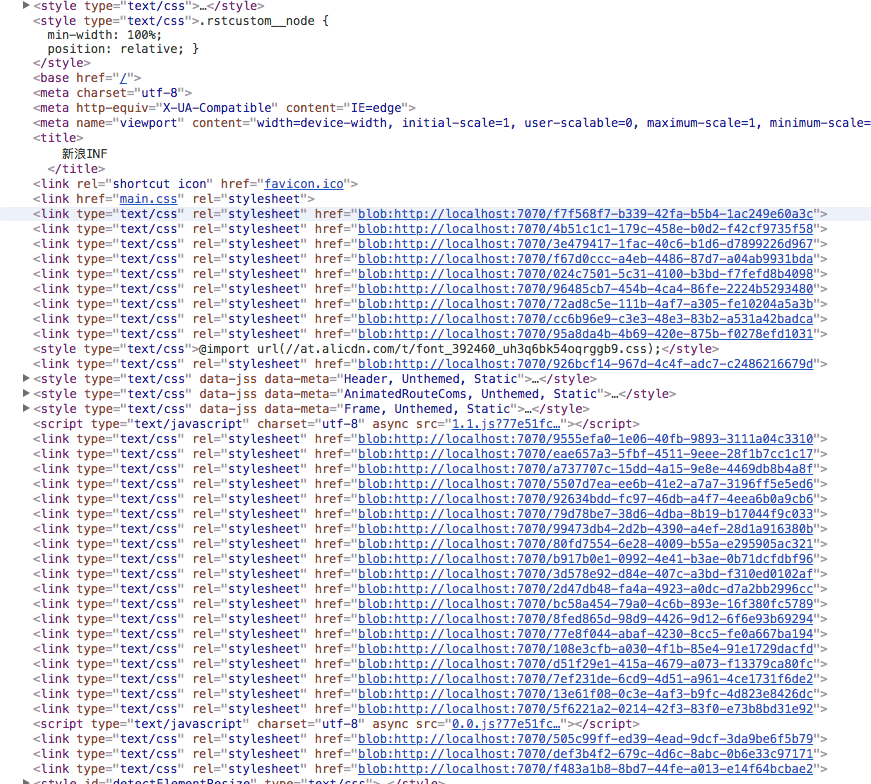 ▶<style type="text/css">…</style>
<style type="text/css">.rstcustom__node {
min-width: 100%;
position: relative; }
</style>
<base href="/">
<meta charset="utf-8">
<meta http-equiv="X-UA-Compatible" content="IE=edge">
<meta name="viewport" content="width=device-width, initial-scale=1, user-scalable=0, maximum-scale=1, minimum-scale=
<title>
新浪INF
</title>
<link rel="shortcut icon" href="favicon.ico">
<link href="main.css" rel="stylesheet">
<link type="text/css" rel="stylesheet" href="blob:http://localhost:7070/f7f568f7-b339-42fa-b5b4-1ac249e60a3c">
<link type="text/css" rel="stylesheet" href="blob:http://localhost:7070/4b51c1c1-179c-458e-b0d2-f42cf9735f58">
<link type="text/css" rel="stylesheet" href="blob:http://localhost:7070/3e479417-1fac-40c6-b1d6-d7899226d967">
<link type="text/css" rel="stylesheet" href="blob:http://localhost:7070/f67d0ccc-a4eb-4486-87d7-a04ab9931bda">
<link type="text/css" rel="stylesheet" href="blob:http://localhost:7070/024c7501-5c31-4100-b3bd-f7fefd8b4098">
<link type="text/css" rel="stylesheet" href="blob:http://localhost:7070/96485cb7-454b-4ca4-86fe-2224b5293480">
<link type="text/css" rel="stylesheet" href="blob:http://localhost:7070/72ad8c5e-111b-4af7-a305-fe10204a5a3b">
<link type="text/css" rel="stylesheet" href="blob:http://localhost:7070/cc6b96e9-c3e3-48e3-83b2-a531a42badca">
<link type="text/css" rel="stylesheet" href="blob:http://localhost:7070/95a8da4b-4b69-420e-875b-f0278efd1031">
<style type="text/css">@import url(//at.alicdn.com/t/font_392460_uh3q6bk54oqrggb9.css);</style>
<link type="text/css" rel="stylesheet" href="blob:http://localhost:7070/926bcf14-967d-4c4f-adc7-c2486216679d">
▶<style type="text/css" data-jss data-meta="Header, Unthemed, Static">…</style>
▶<style type="text/css" data-jss data-meta="AnimatedRouteComs, Unthemed, Static">…</style>
▶<style type="text/css" data-jss data-meta="Frame, Unthemed, Static">…</style>
<script type="text/javascript" charset="utf-8" async src="1.1.js?77e51fc…"></script>
<link type="text/css" rel="stylesheet" href="blob:http://localhost:7070/9555efa0-1e06-40fb-9893-3111a04c3310">
<link type="text/css" rel="stylesheet" href="blob:http://localhost:7070/eae657a3-5fbf-4511-9eee-28f1b7cc1c17">
<link type="text/css" rel="stylesheet" href="blob:http://localhost:7070/a737707c-15dd-4a15-9e8e-4469db8b4a8f">
<link type="text/css" rel="stylesheet" href="blob:http://localhost:7070/5507d7ea-ee6b-41e2-a7a7-3196ff5e5ed6">
<link type="text/css" rel="stylesheet" href="blob:http://localhost:7070/92634bdd-fc97-46db-a4f7-4eea6b0a9cb6">
<link type="text/css" rel="stylesheet" href="blob:http://localhost:7070/79d78be7-38d6-4dba-8b19-b17044f9c033">
<link type="text/css" rel="stylesheet" href="blob:http://localhost:7070/99473db4-2d2b-4390-a4ef-28d1a916380b">
<link type="text/css" rel="stylesheet" href="blob:http://localhost:7070/80fd7554-6e28-4009-b55a-e295905ac321">
<link type="text/css" rel="stylesheet" href="blob:http://localhost:7070/b917b0e1-0992-4e41-b3ae-0b71dcfdbf96">
<link type="text/css" rel="stylesheet" href="blob:http://localhost:7070/3d578e92-d84e-407c-a3bd-f310ed0102af">
<link type="text/css" rel="stylesheet" href="blob:http://localhost:7070/2d47db48-fa4a-4923-a0dc-d7a2bb2996cc">
<link type="text/css" rel="stylesheet" href="blob:http://localhost:7070/bc58a454-79a0-4c6b-893e-16f380fc5789">
<link type="text/css" rel="stylesheet" href="blob:http://localhost:7070/8fed865d-98d9-4426-9d12-6f6e93b69294">
<link type="text/css" rel="stylesheet" href="blob:http://localhost:7070/77e8f044-abaf-4230-8cc5-fe0a667ba194">
<link type="text/css" rel="stylesheet" href="blob:http://localhost:7070/108e3cfb-a030-4f1b-85e4-91e1729dacfd">
<link type="text/css" rel="stylesheet" href="blob:http://localhost:7070/d51f29e1-415a-4679-a073-f13379ca80fc">
<link type="text/css" rel="stylesheet" href="blob:http://localhost:7070/7ef231de-6cd9-4d51-a961-4ce1731f6de2">
<link type="text/css" rel="stylesheet" href="blob:http://localhost:7070/13e61f08-0c3e-4af3-b9fc-4d823e8426dc">
<link type="text/css" rel="stylesheet" href="blob:http://localhost:7070/5f6221a2-0214-42f3-83f0-e73b8bd31e92">
<script type="text/javascript" charset="utf-8" async src="0.0.js?77e51fc…"></script>
<link type="text/css" rel="stylesheet" href="blob:http://localhost:7070/505c99ff-ed39-4ead-9dcf-3da9be6f5b79">
<link type="text/css" rel="stylesheet" href="blob:http://localhost:7070/def3b4f2-679c-4d6c-8abc-0b6e33c97171">
<link type="text/css" rel="stylesheet" href="blob:http://localhost:7070/f483a1b8-8bd7-44fe-a013-e14f64bcbae2">
▶<style id="detectElementResize" type="text/css">…</style>